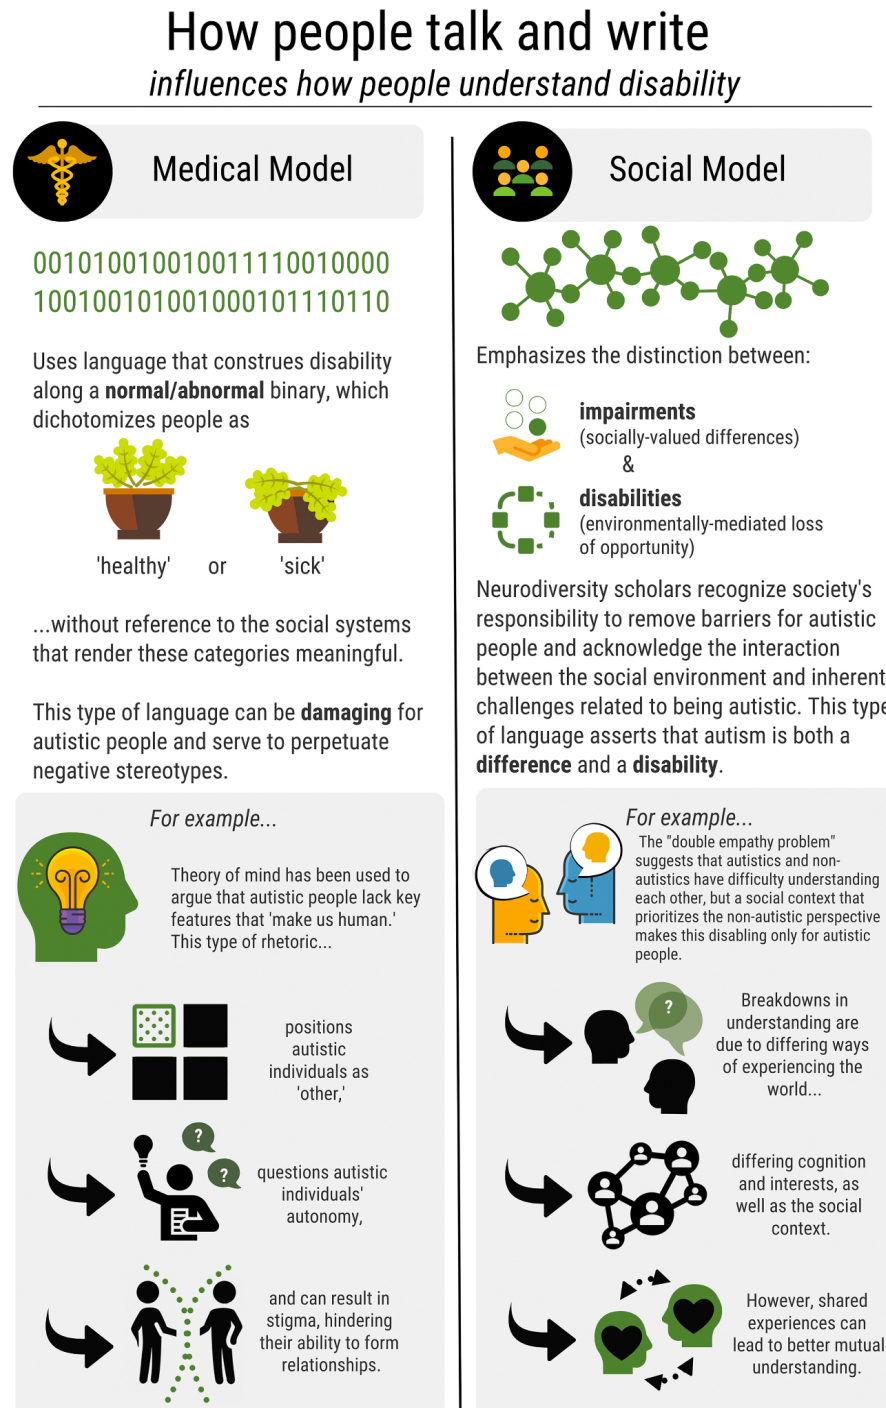 How people talk and write
influences how people understand disability
Medical Model
001010010010011110010000
100100101001000101110110
Uses language that construes disability
along a normal/abnormal binary, which
dichotomizes people as
'healthy' or 'sick'
...without reference to the social systems
that render these categories meaningful.
This type of language can be damaging for
autistic people and serve to perpetuate
negative stereotypes.
For example...
Theory of mind has been used to
argue that autistic people lack key
features that 'make us human.'
This type of rhetoric...
positions
autistic
individuals as
'other,'
?
?
questions autistic
individuals'
autonomy,
and can result in
stigma, hindering
their ability to form
relationships.
Social Model
Emphasizes the distinction between:
impairments
(socially-valued differences)
&
disabilities
(environmentally-mediated loss
of opportunity)
Neurodiversity scholars recognize society's
responsibility to remove barriers for autistic
people and acknowledge the interaction
between the social environment and inherent
challenges related to being autistic. This type
of language asserts that autism is both a
difference and a disability.
For example...
The "double empathy problem"
suggests that autistics and non-
autistics have difficulty understanding
each other, but a social context that
prioritizes the non-autistic perspective
makes this disabling only for autistic
people.
?
Breakdowns in
understanding are
due to differing ways
of experiencing the
world...
differing cognition
and interests, as
well as the social
context.
However, shared
experiences can
lead to better mutual
understanding.